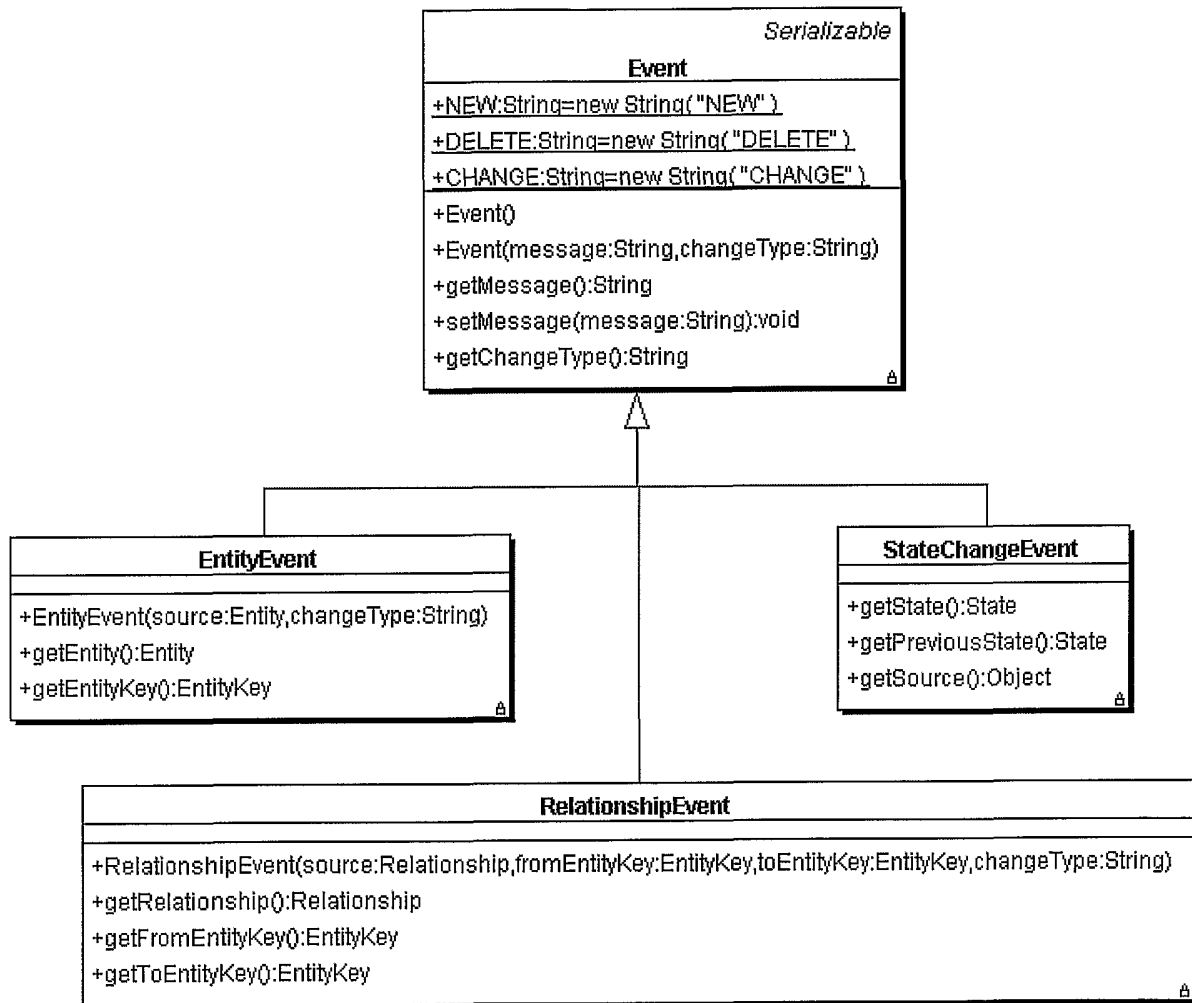 Serializable
Event
+NEW:String=new String("NEW")
+DELETE:String=new String("DELETE")
+CHANGE:String=new String("CHANGE")
+Event()
+Event(message:String,changeType:String)
+getMessage():String
+setMessage(message:String):void
+getChangeType():String
EntityEvent
+EntityEvent(source:Entity,changeType:String)
+getEntity():Entity
+getEntityKey():EntityKey
StateChangeEvent
+getState():State
+getPreviousState():State
+getSource():Object
RelationshipEvent
+RelationshipEvent(source:Relationship,fromEntityKey:EntityKey,toEntityKey:EntityKey,changeType:String)
+getRelationship():Relationship
+getFromEntityKey():EntityKey
+getToEntityKey():EntityKey